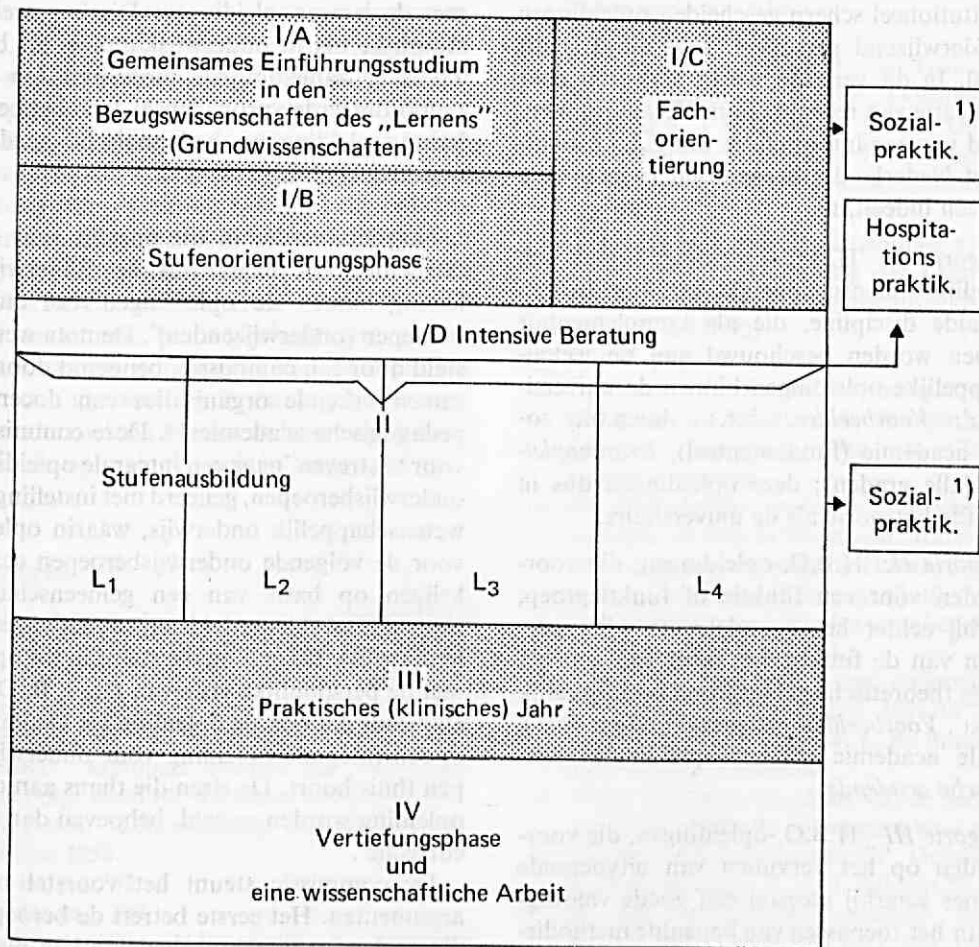 I/A
Gemeinsames Einführungsstudium
in den
Bezugswissenschaften des „Lernens”
(Grundwissenschaften)
I/B
Stufenorientierungsphase
I/C
Fach-
orien-
tierung
Sozial- 1)
praktik.
Hospita-
tions
praktik.
I/D Intensive Beratung
II
Stufenausbildung
Sozial- 1)
praktik.
L1
L2
L3
L4
III
Praktisches (klinisches) Jahr
IV
Vertiefungsphase
und
eine wissenschaftliche Arbeit